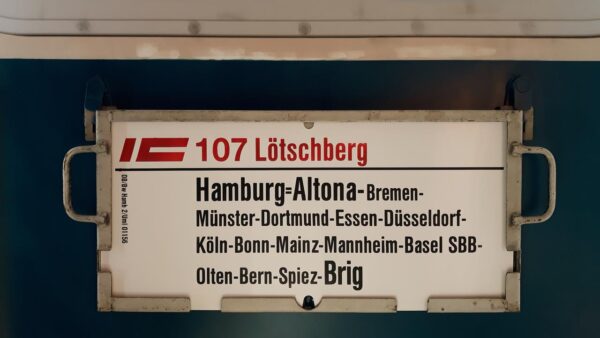 IC 107 Lötschberg
Hamburg=Altona-Bremen-
Münster-Dortmund-Essen-Düsseldorf-
Köln-Bonn-Mainz-Mannheim-Basel SBB-
Olten-Bern-Spiez-Brig